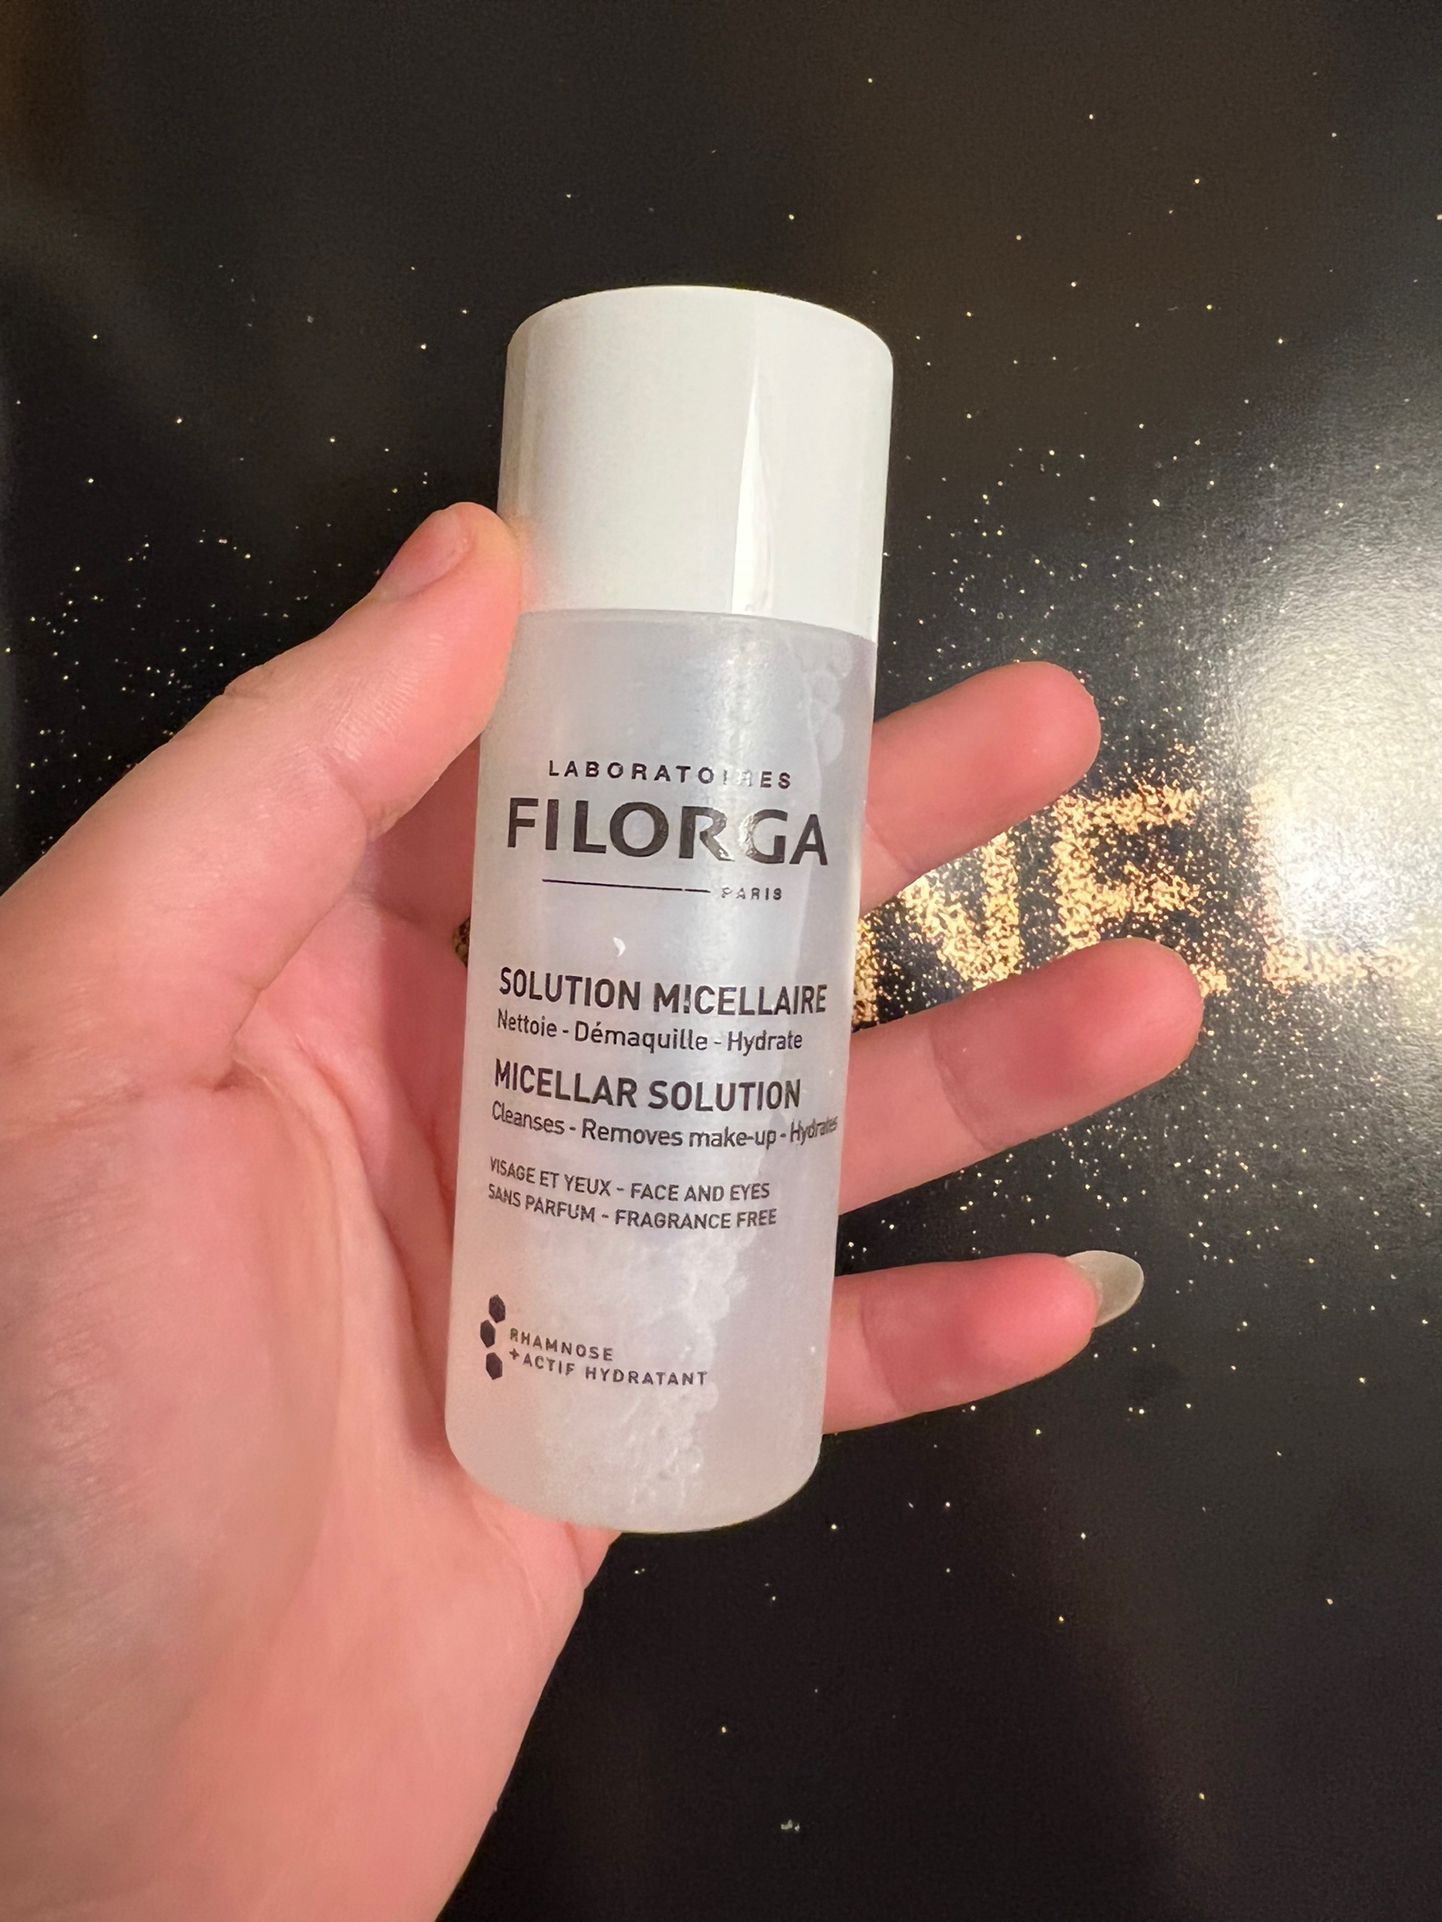 LABORATOIRES
FILORGA
PARIS
SOLUTION MICELLAIRE
Nettoie - Démaquille - Hydrate
MICELLAR SOLUTION
Cleanses - Removes make-up - Hydrates
VISAGE ET YEUX - FACE AND EYES
SANS PARFUM - FRAGRANCE FREE
RHAMNOSE
+ACTIF HYDRATANT
NEL